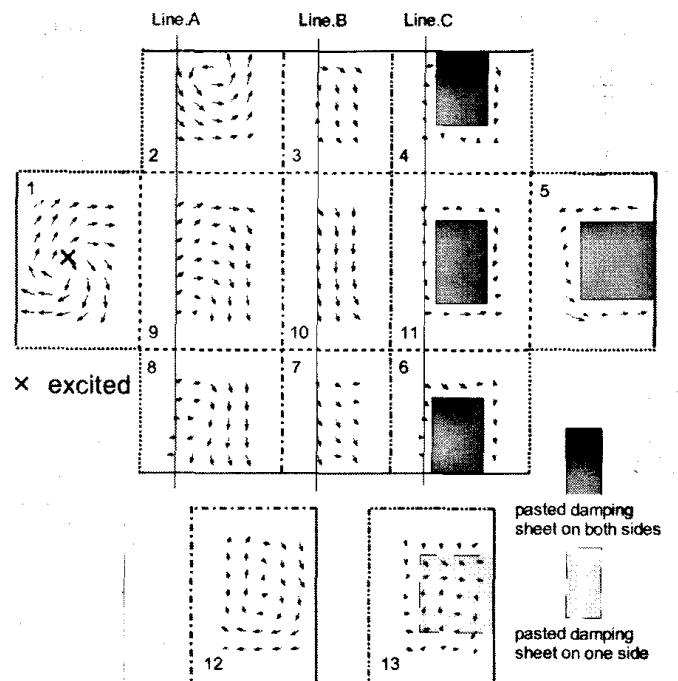 Line.A Line.B Line.C
2 3 4
1 5
9 10 11
8 7 6
× excited
pasted damping
sheet on both sides
pasted damping
sheet on one side
12 13